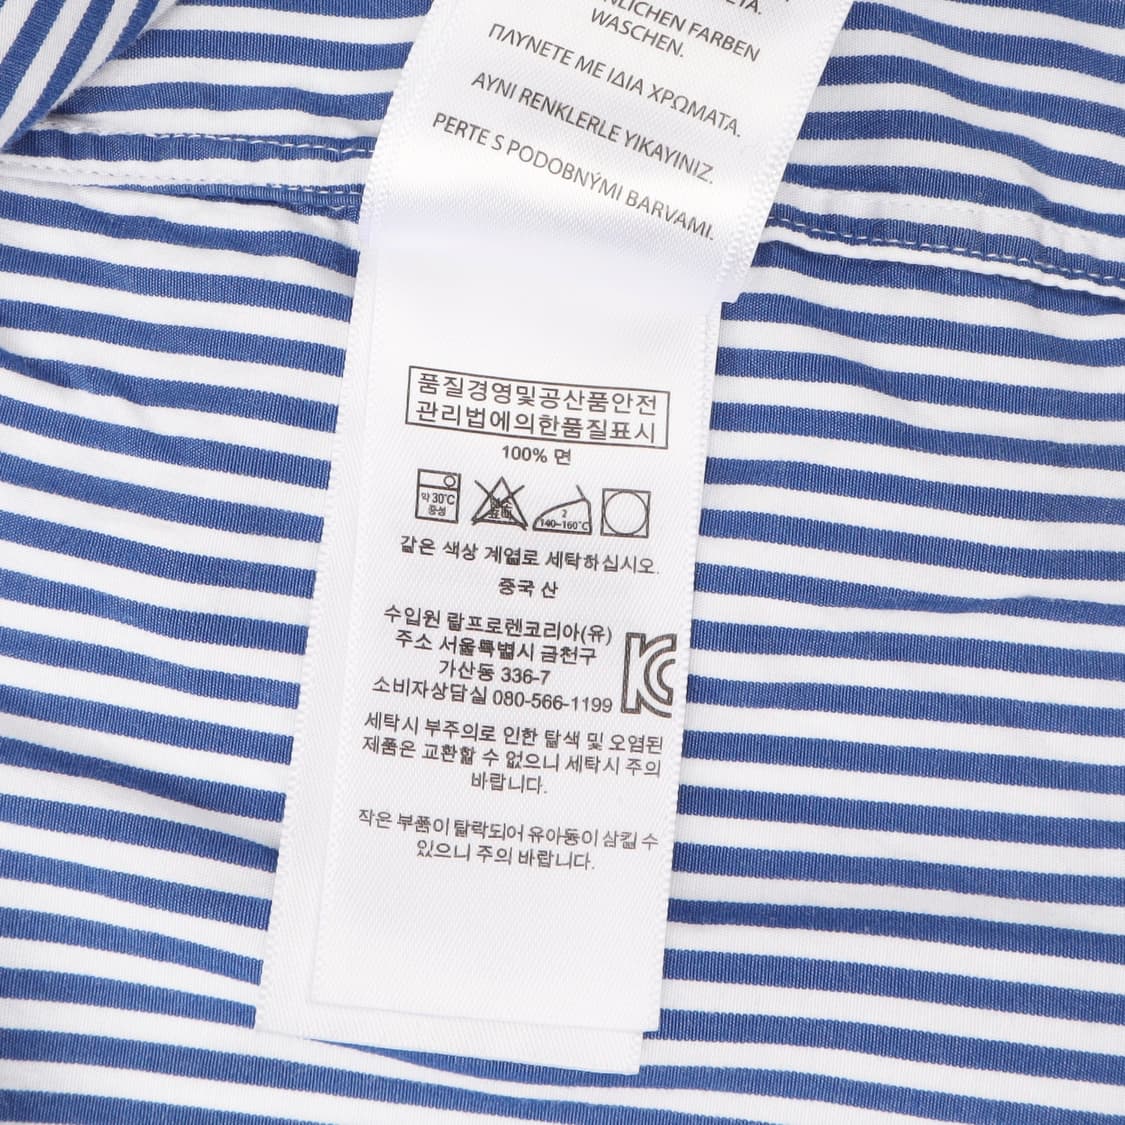 NLICHEN FARBEN
WASCHEN.
ΠΛΥΝΕΤΕ ΜΕ ΙΔΙΑ ΧΡΩΜΑΤΑ.
AYNI RENKLERLE YIKAYINIZ.
PERTE S PODOBNÝMI BARVAMI.
품질경영및공산품안전
관리법에의한품질표시
100% 면
약 30°C
중성
2
140~160°C
같은 색상 계열로 세탁하십시오.
중국 산
수입원 랄프로렌코리아(유)
주소 서울특별시 금천구
가산동 336-7
소비자상담실 080-566-1199
세탁시 부주의로 인한 탈색 및 오염된
제품은 교환할 수 없으니 세탁시 주의
바랍니다.
작은 부품이 탈락되어 유아동이 삼킬 수
있으니 주의 바랍니다.